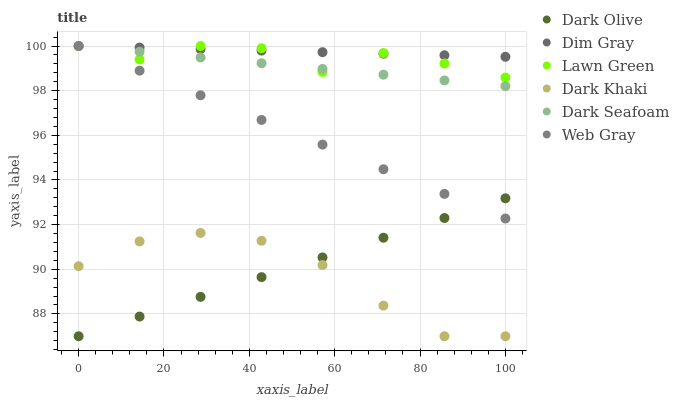 title
100
98
96
94
92
90
88
0
20
40
60
80
100
yaxis_label
xaxis_label
Dark Olive
Dim Gray
Lawn Green
Dark Khaki
Dark Seafoam
Web Gray